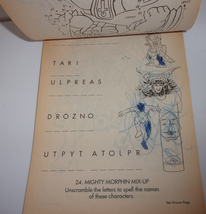 TARI
ULPREAS
DROZNO
UTPYT ATOLPR
24. MIGHTY MORPHIN MIX-UP
Unscramble the letters to spell the names
of these characters.